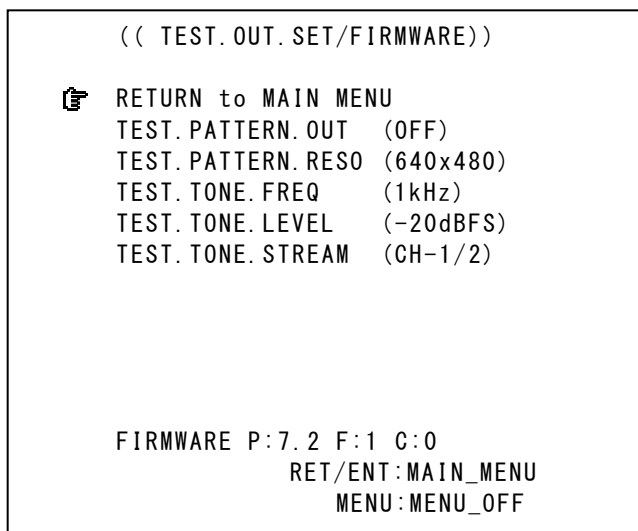 (( TEST.OUT.SET/FIRMWARE))
RETURN to MAIN MENU
TEST.PATTERN.OUT (OFF)
TEST.PATTERN.RESO (640x480)
TEST.TONE.FREQ (1kHz)
TEST.TONE.LEVEL (-20dBFS)
TEST.TONE.STREAM (CH-1/2)
FIRMWARE P:7.2 F:1 C:0
RET/ENT:MAIN_MENU
MENU:MENU_OFF